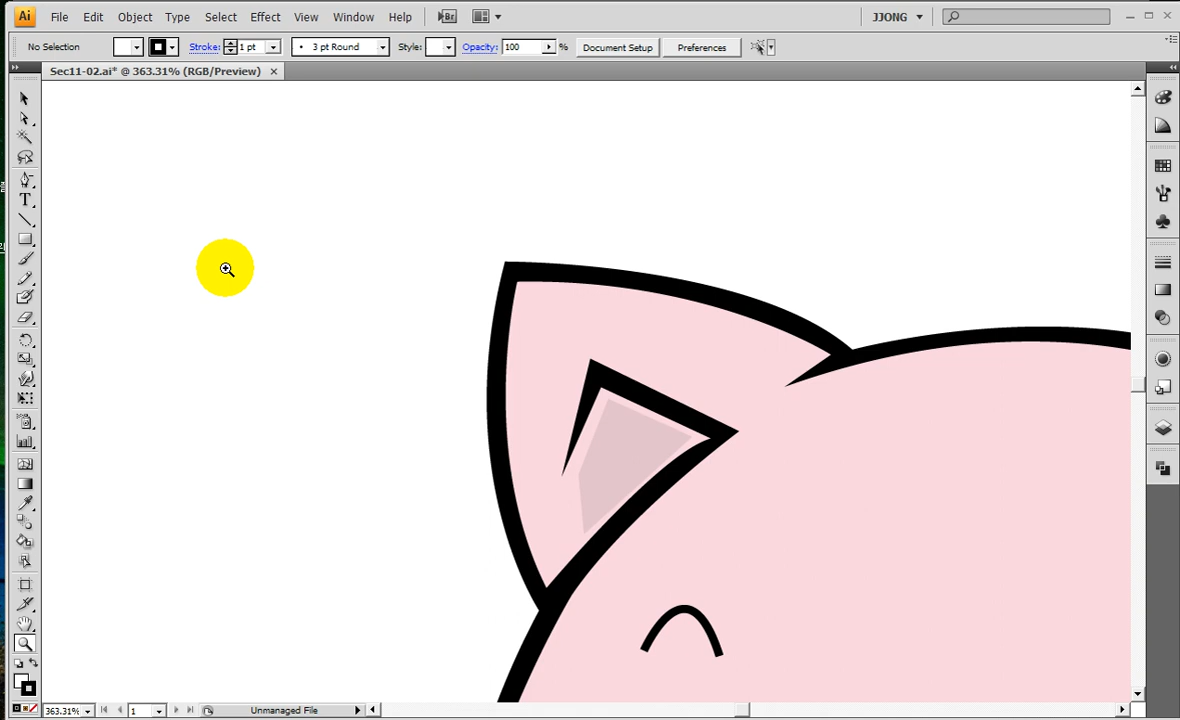 Ai File Edit Object Type Select Effect View Window Help Br JJONG
No Selection Stroke: 1 pt 3 pt Round Style: Opacity: 100 % Document Setup Preferences
Sec11-02.ai* @ 363.31% (RGB/Preview)
T
363.31% 1 Unmanaged File